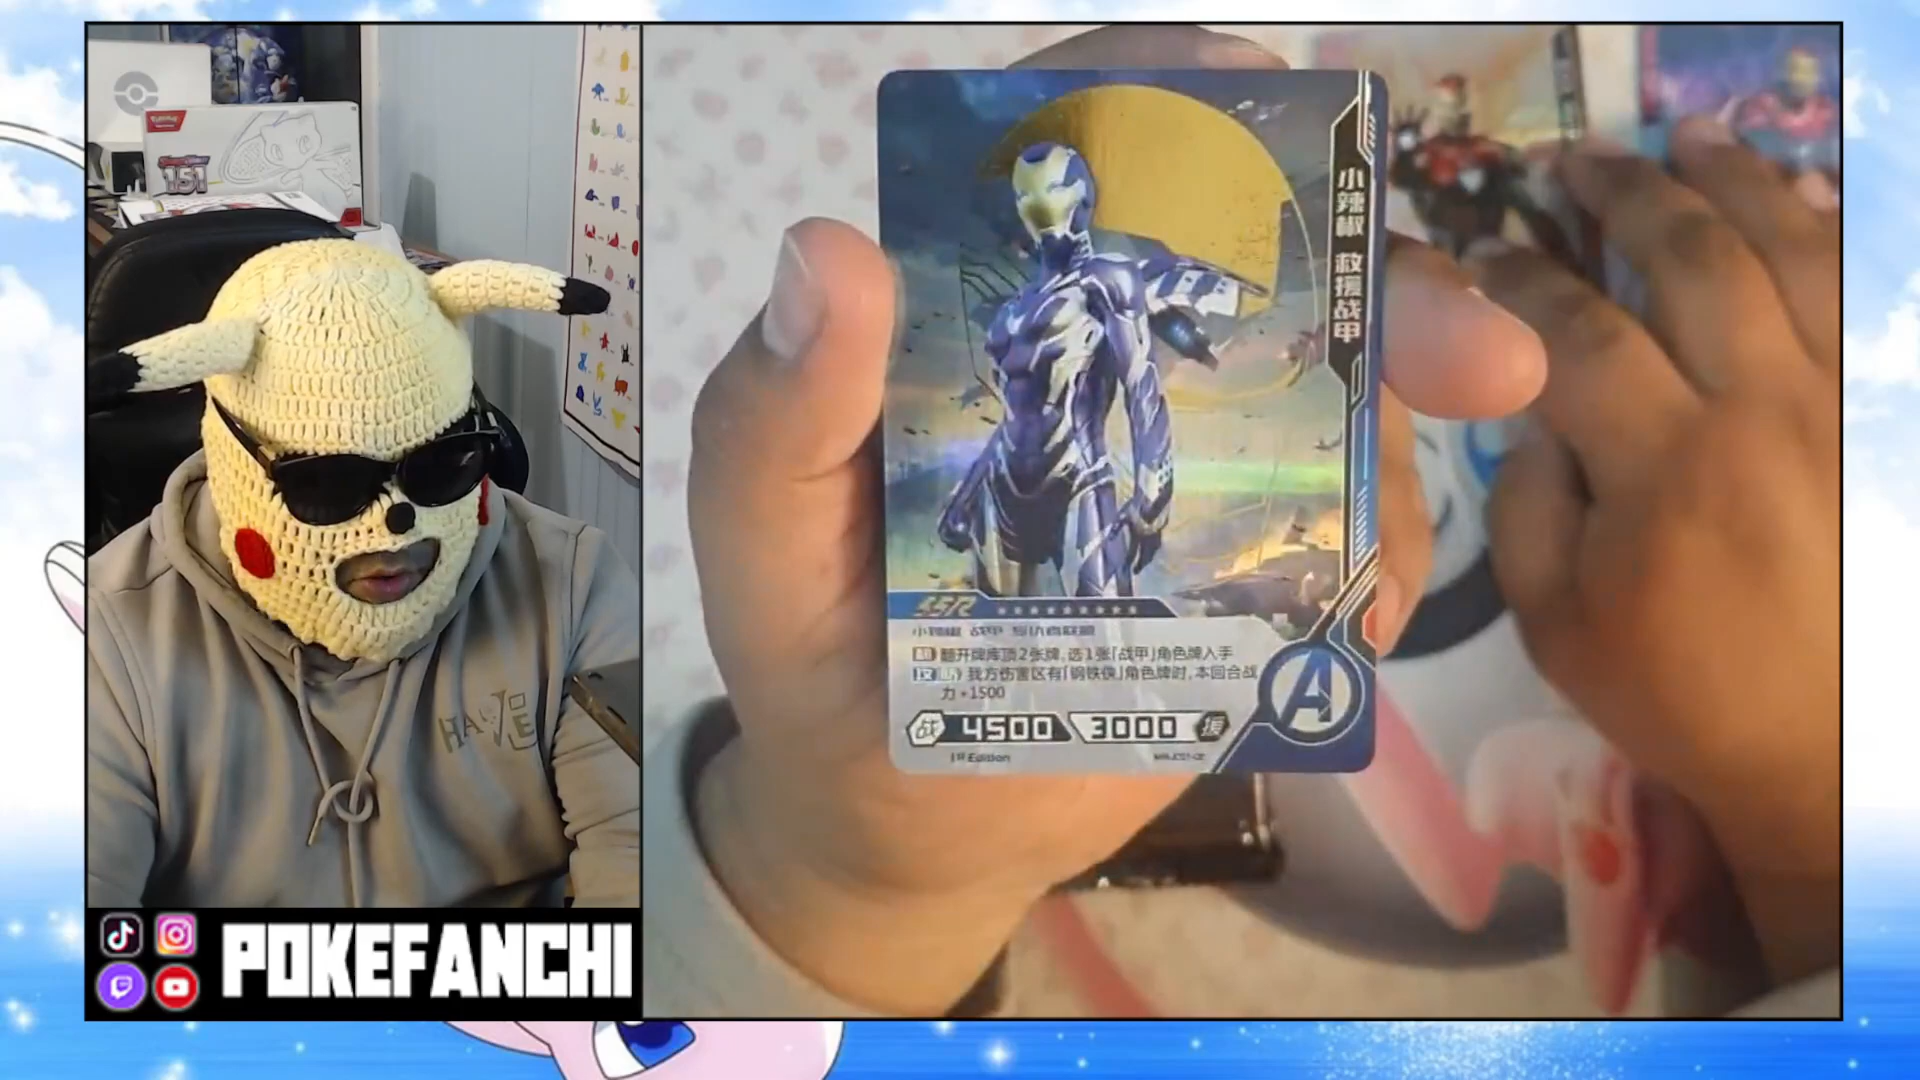 151
HAVE
POKEFANCHI
小辣椒 救援战甲
SSR
小辣椒 战甲 复仇者联盟
翻开牌库顶2张牌,选1张「战甲」角色牌入手
攻 我方伤害区有「钢铁侠」角色牌时,本回合战
力+1500
战 4500 3000 援
1st Edition